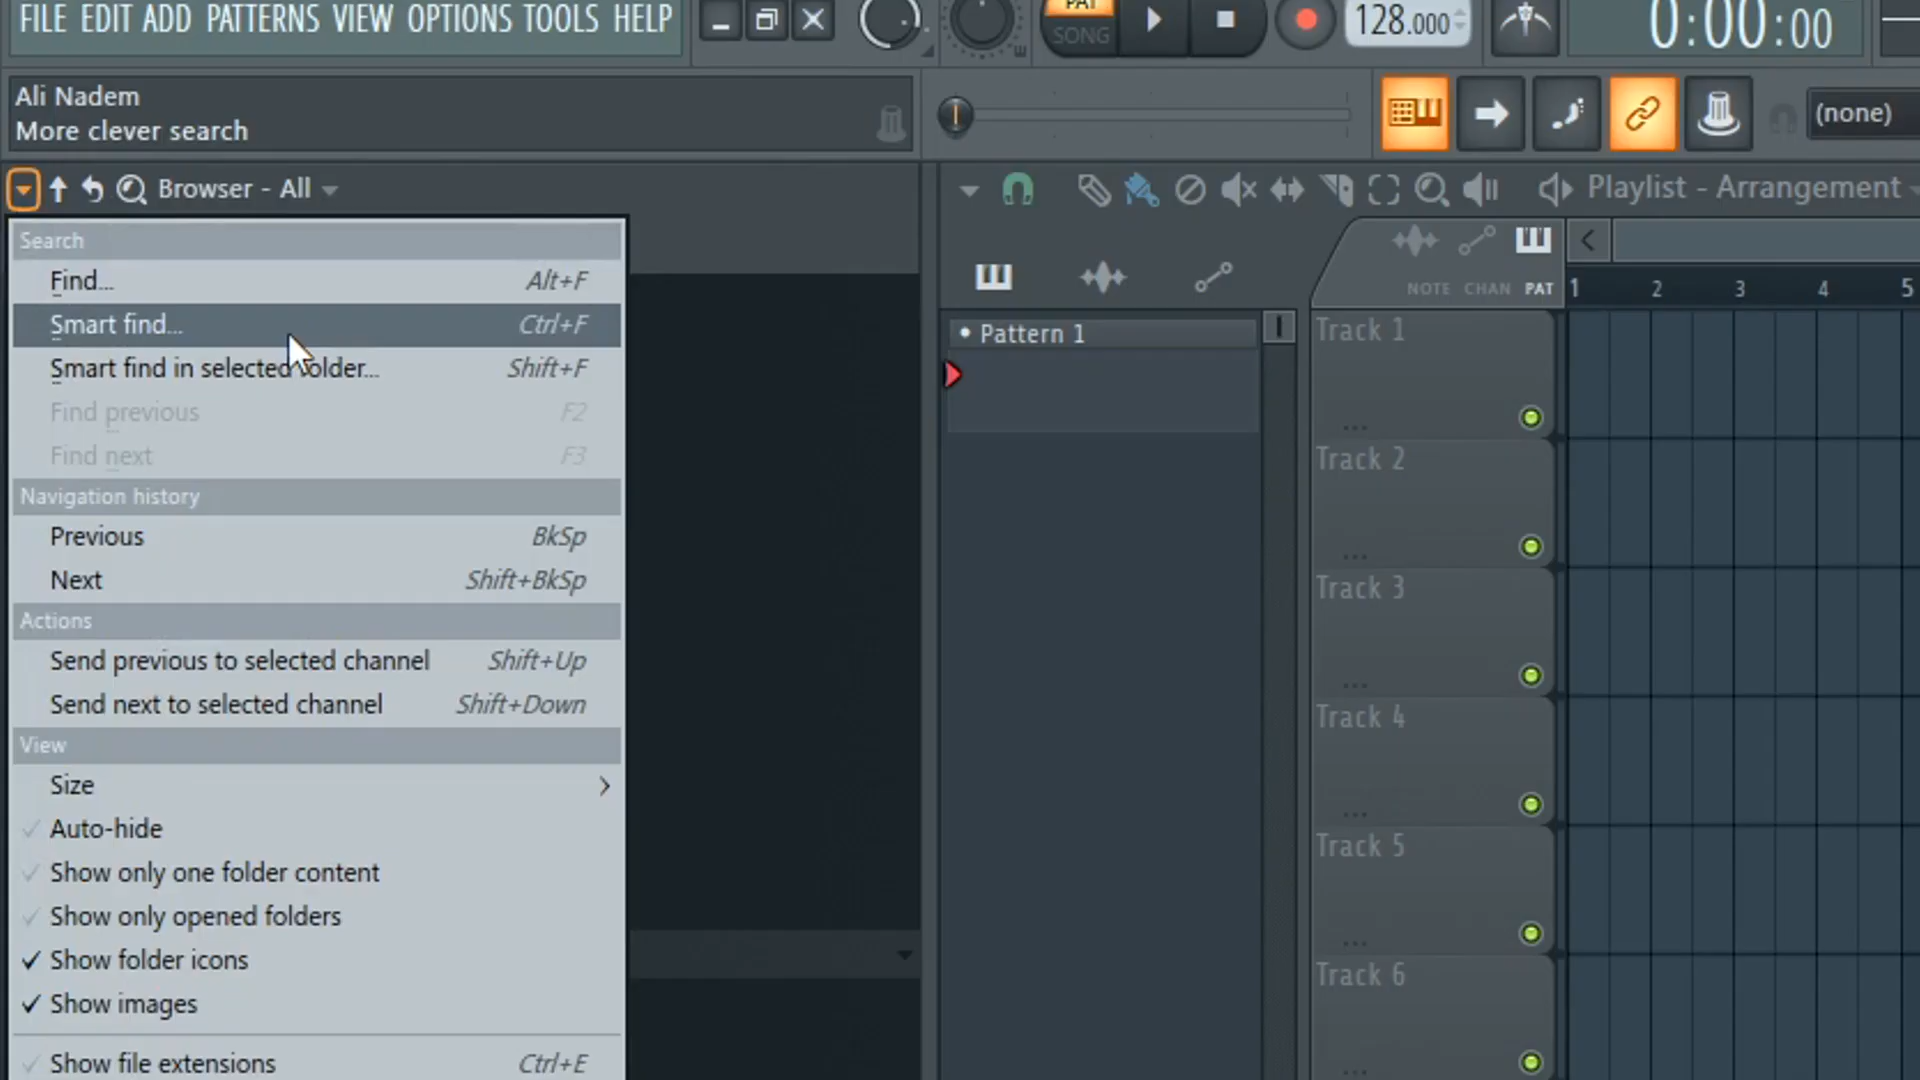 FILE EDIT ADD PATTERNS VIEW OPTIONS TOOLS HELP
PAT
SONG
128.000
0:00:00
Ali Nadem
More clever search
(none)
Browser - All
Playlist - Arrangement
Search
Find... Alt+F
Smart find... Ctrl+F
Smart find in selected folder... Shift+F
Find previous F2
Find next F3
Navigation history
Previous BkSp
Next Shift+BkSp
Actions
Send previous to selected channel Shift+Up
Send next to selected channel Shift+Down
View
Size
Auto-hide
Show only one folder content
Show only opened folders
Show folder icons
Show images
Show file extensions Ctrl+E
NOTE CHAN PAT
1 2 3 4 5
Pattern 1
Track 1
...
Track 2
...
Track 3
...
Track 4
...
Track 5
...
Track 6
...